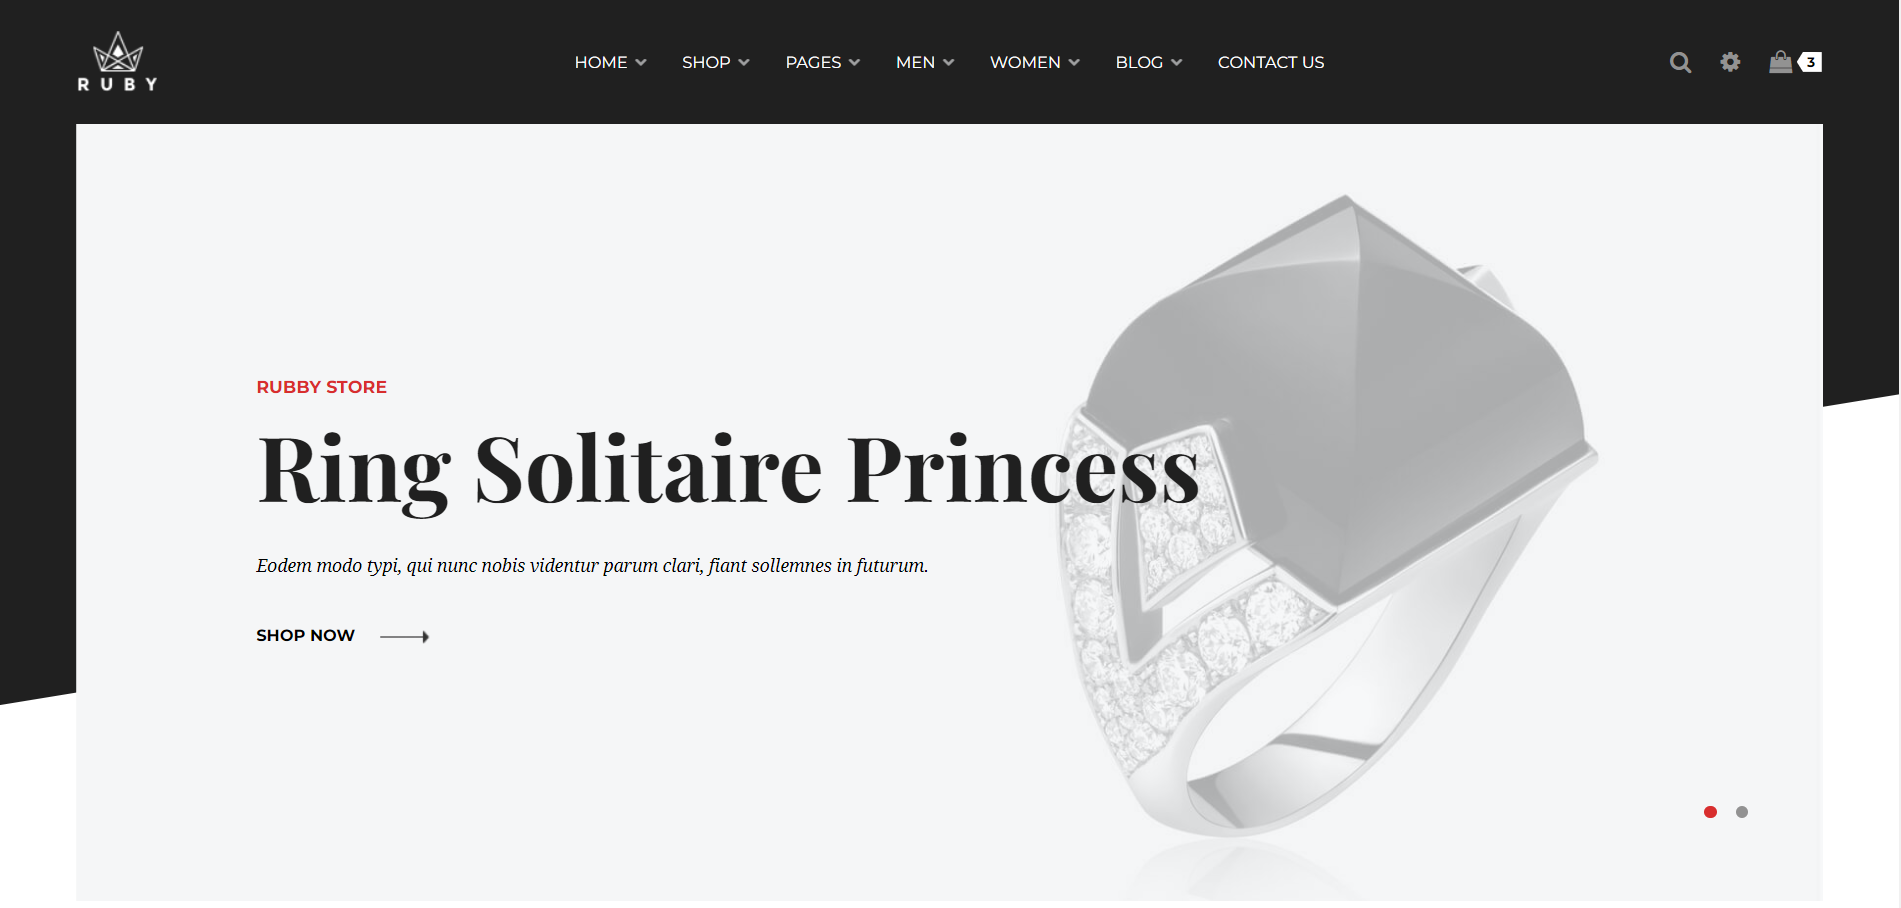 RUBY
HOME SHOP PAGES MEN WOMEN BLOG CONTACT US
3
RUBBY STORE
Ring Solitaire Princess
Eodem modo typi, qui nunc nobis videntur parum clari, fiant sollemnes in futurum.
SHOP NOW